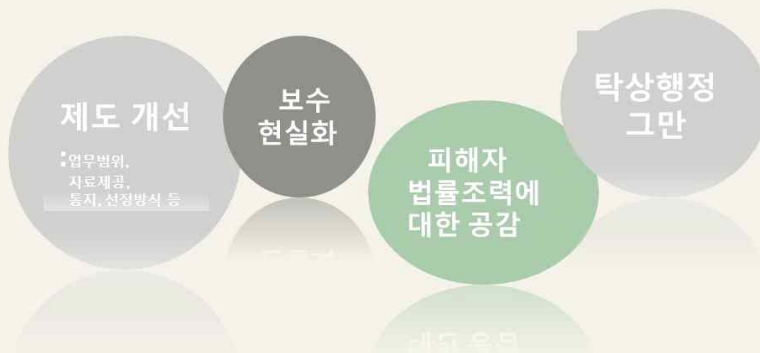 제도 개선
:업무범위,
자료제공,
통지, 선정방식 등
보수
현실화
피해자
법률조력에
대한 공감
탁상행정
그만